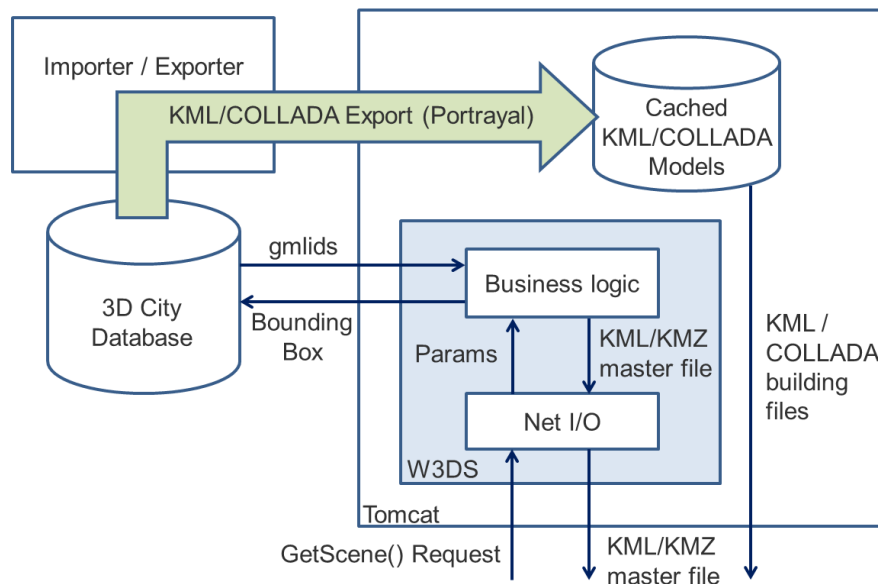 Importer / Exporter
KML/COLLADA Export (Portrayal)
Cached
KML/COLLADA
Models
3D City
Database
gmlids
Bounding
Box
Business logic
Params
KML/KMZ
master file
Net I/O
W3DS
Tomcat
KML /
COLLADA
building
files
GetScene() Request
KML/KMZ
master file